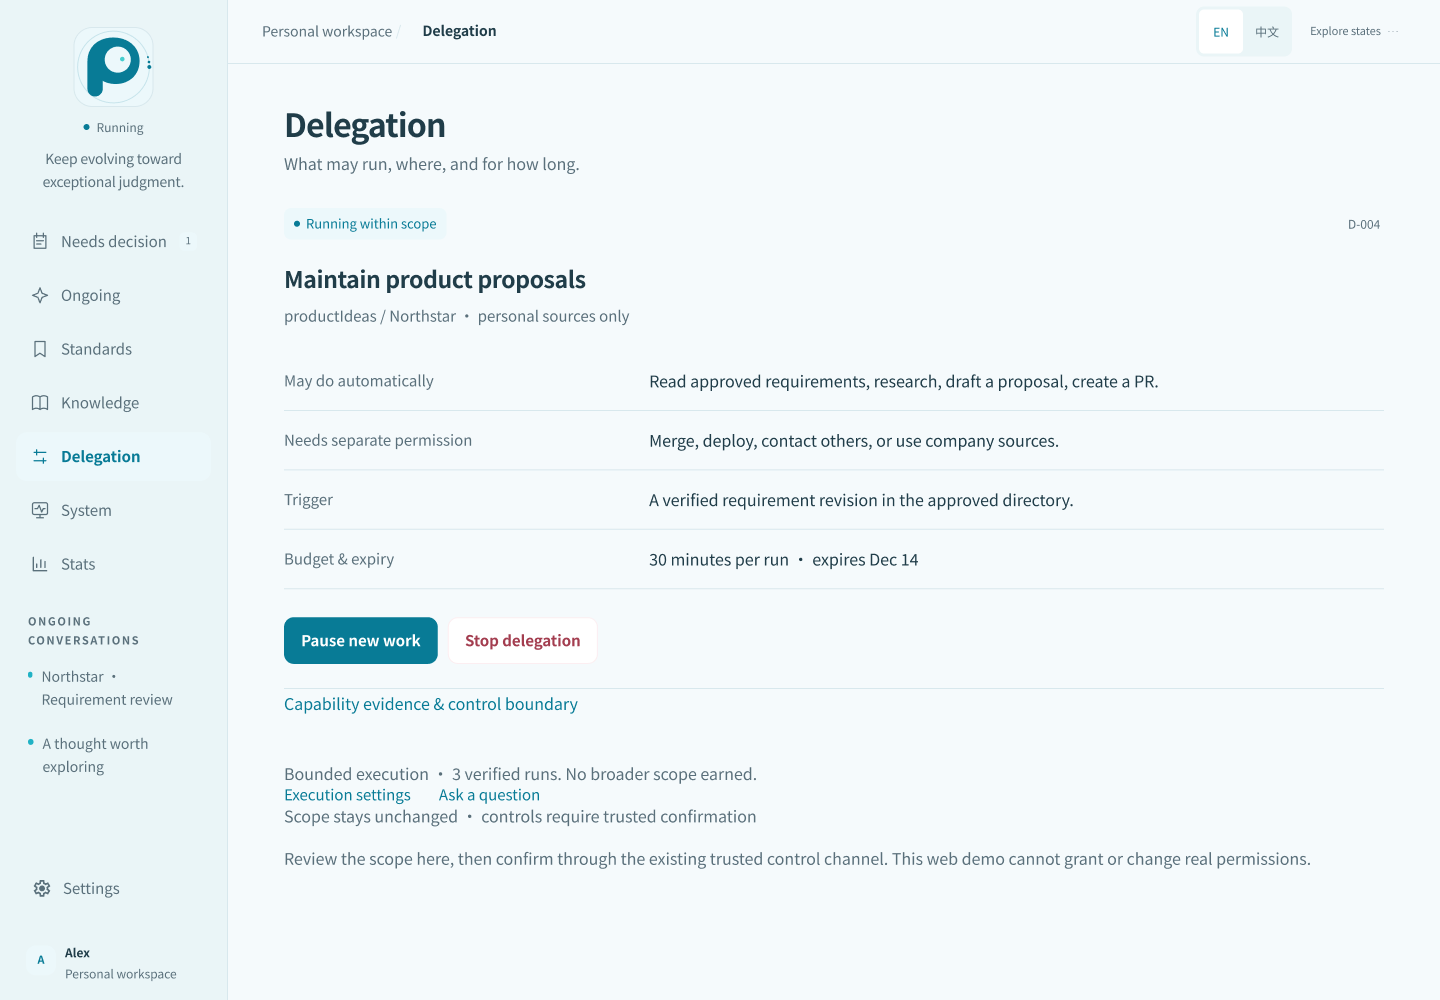 Running
Keep evolving toward
exceptional judgment.
Needs decision 1
Ongoing
Standards
Knowledge
Delegation
System
Stats
ONGOING
CONVERSATIONS
Northstar •
Requirement review
A thought worth
exploring
Settings
A
Alex
Personal workspace
Personal workspace / Delegation
EN 中文 Explore states ···
Delegation
What may run, where, and for how long.
Running within scope D-004
Maintain product proposals
productIdeas / Northstar • personal sources only
May do automatically Read approved requirements, research, draft a proposal, create a PR.
Needs separate permission Merge, deploy, contact others, or use company sources.
Trigger A verified requirement revision in the approved directory.
Budget & expiry 30 minutes per run • expires Dec 14
Pause new work Stop delegation
Capability evidence & control boundary
Bounded execution • 3 verified runs. No broader scope earned.
Execution settings Ask a question
Scope stays unchanged • controls require trusted confirmation
Review the scope here, then confirm through the existing trusted control channel. This web demo cannot grant or change real permissions.